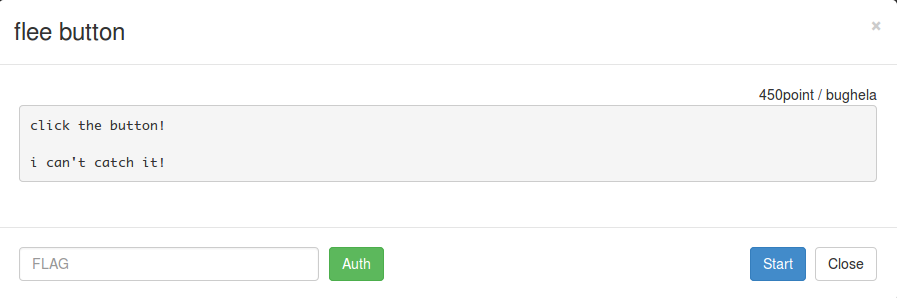 flee button
×
450point / bughela
click the button!
i can't catch it!
FLAG
Auth
Start
Close